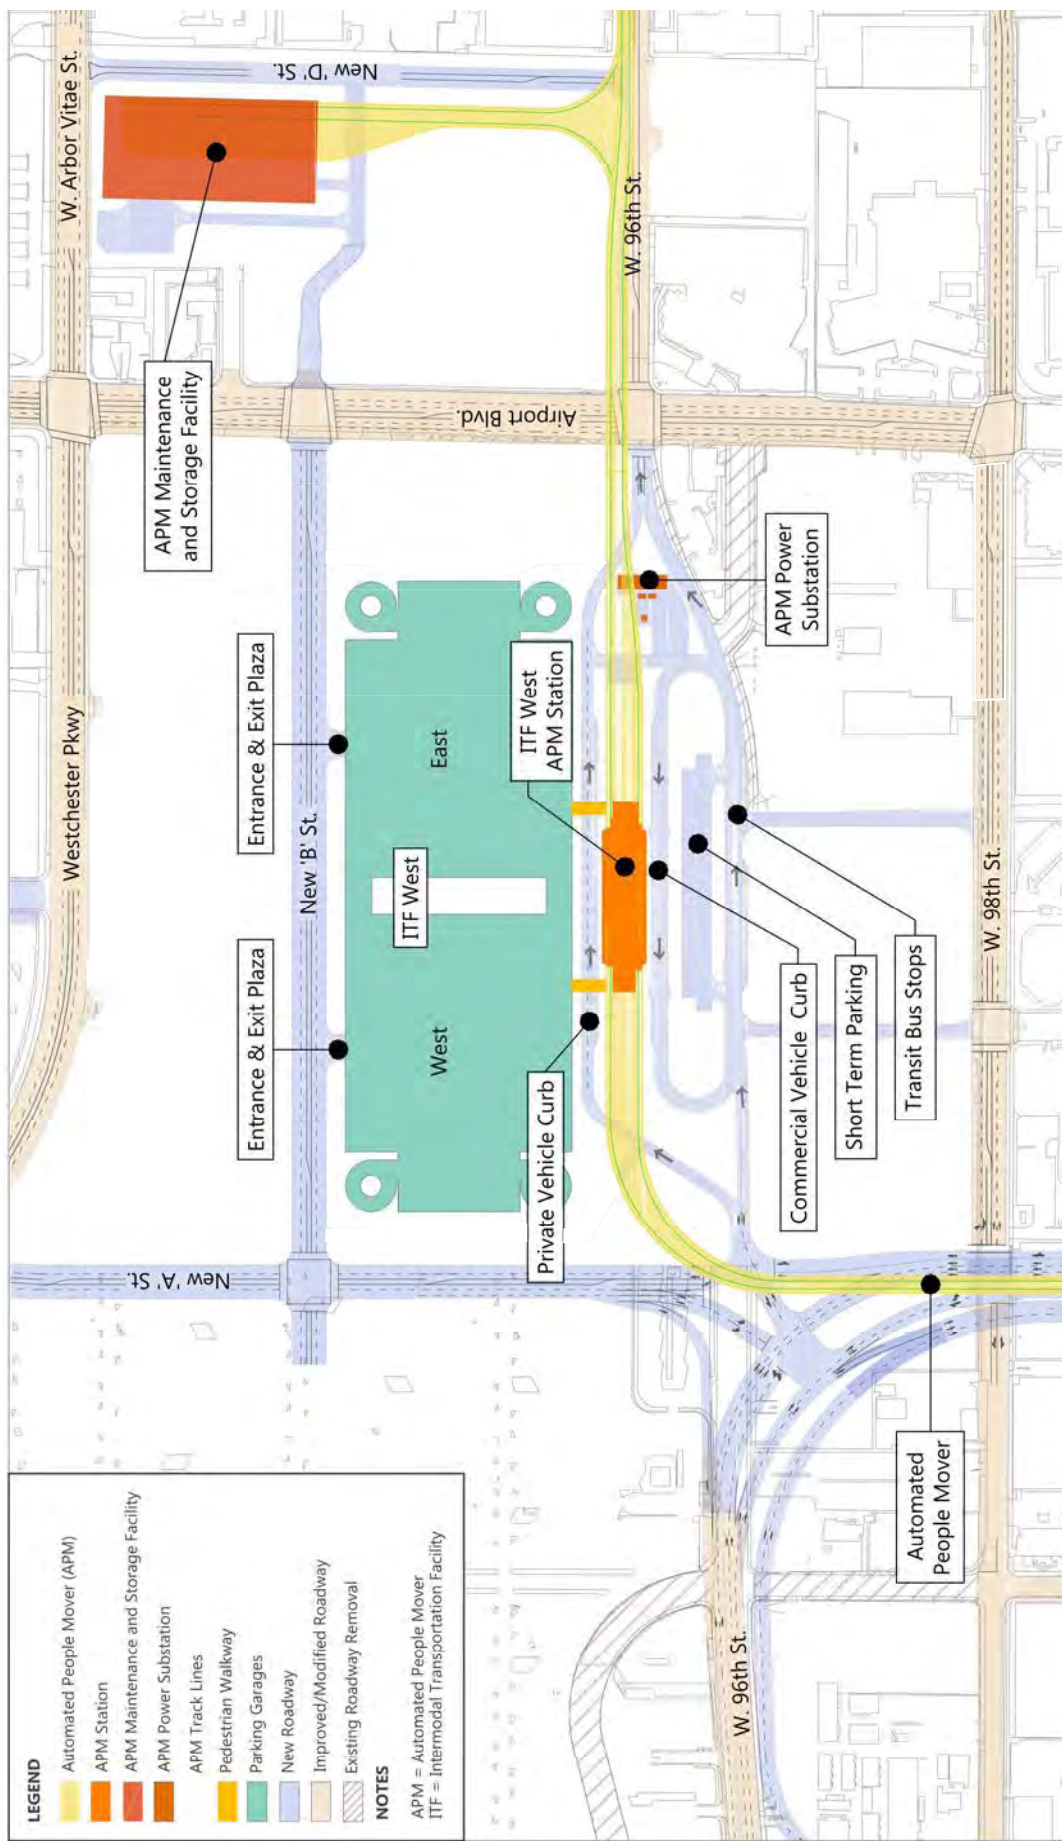 LEGEND
Automated People Mover (APM)
APM Station
APM Maintenance and Storage Facility
APM Power Substation
APM Track Lines
Pedestrian Walkway
Parking Garages
New Roadway
Improved/Modified Roadway
Existing Roadway Removal
NOTES
APM = Automated People Mover
ITF = Intermodal Transportation Facility
Westchester Pkwy
W. Arbor Vitae St.
New 'D' St.
APM Maintenance
and Storage Facility
Entrance & Exit Plaza
Entrance & Exit Plaza
New 'A' St.
New 'B' St.
Airport Blvd.
ITF West
West
East
ITF West
APM Station
Private Vehicle Curb
W. 96th St.
APM Power
Substation
Commercial Vehicle Curb
Short Term Parking
Transit Bus Stops
W. 96th St.
Automated
People Mover
W. 98th St.